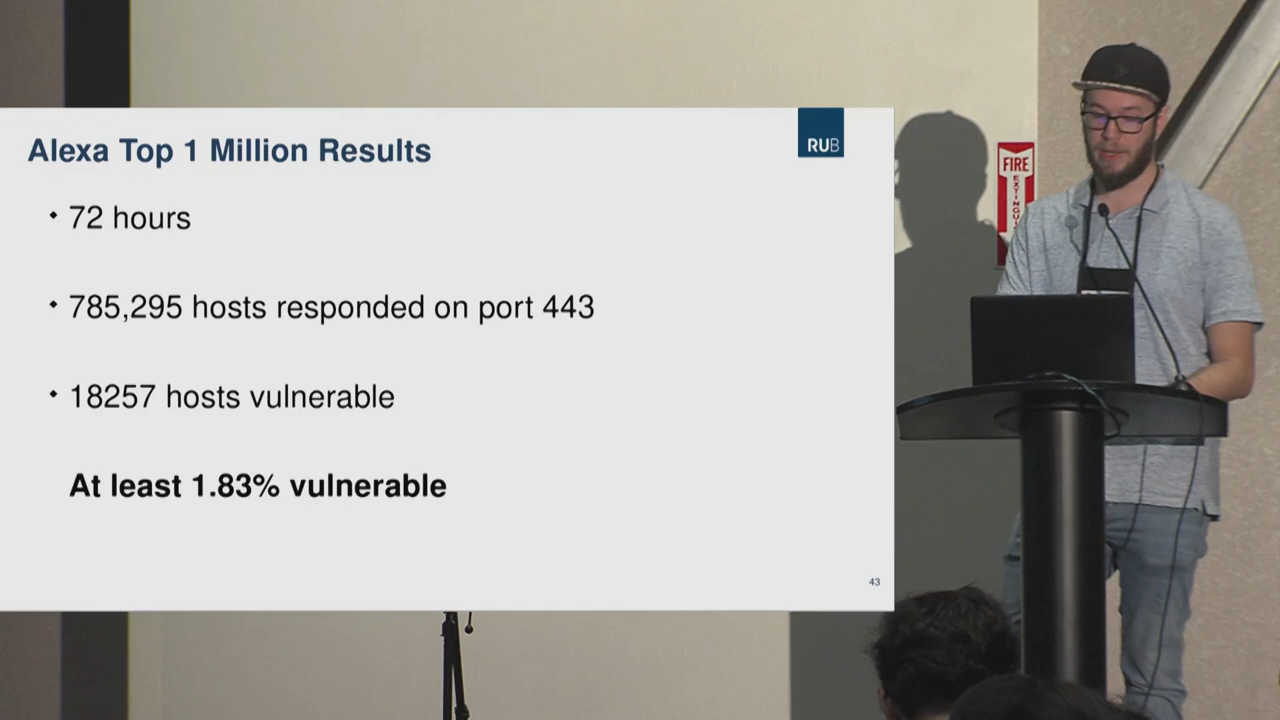 Alexa Top 1 Million Results
RUB
• 72 hours
• 785,295 hosts responded on port 443
• 18257 hosts vulnerable
At least 1.83% vulnerable
43
FIRE
EXTINGU